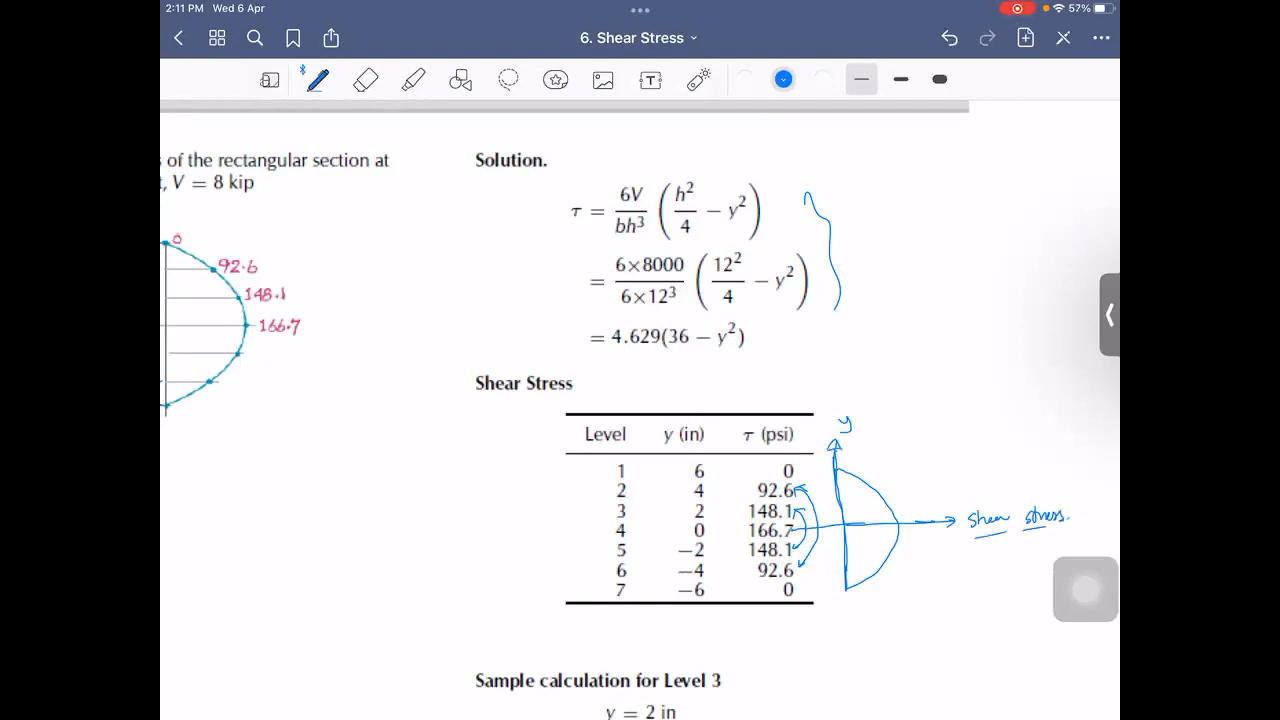 2:11 PM Wed 6 Apr
57%
6. Shear Stress
T
of the rectangular section at
, V = 8 kip
0
92.6
148.1
166.7
Solution.
τ = 6V/bh³ (h²/4 − y²)
= 6×8000/6×12³ (12²/4 − y²)
= 4.629(36 − y²)
Shear Stress
Level y (in) τ (psi)
1 6 0
2 4 92.6
3 2 148.1
4 0 166.7
5 −2 148.1
6 −4 92.6
7 −6 0
y
Shear stress.
Sample calculation for Level 3
y = 2 in